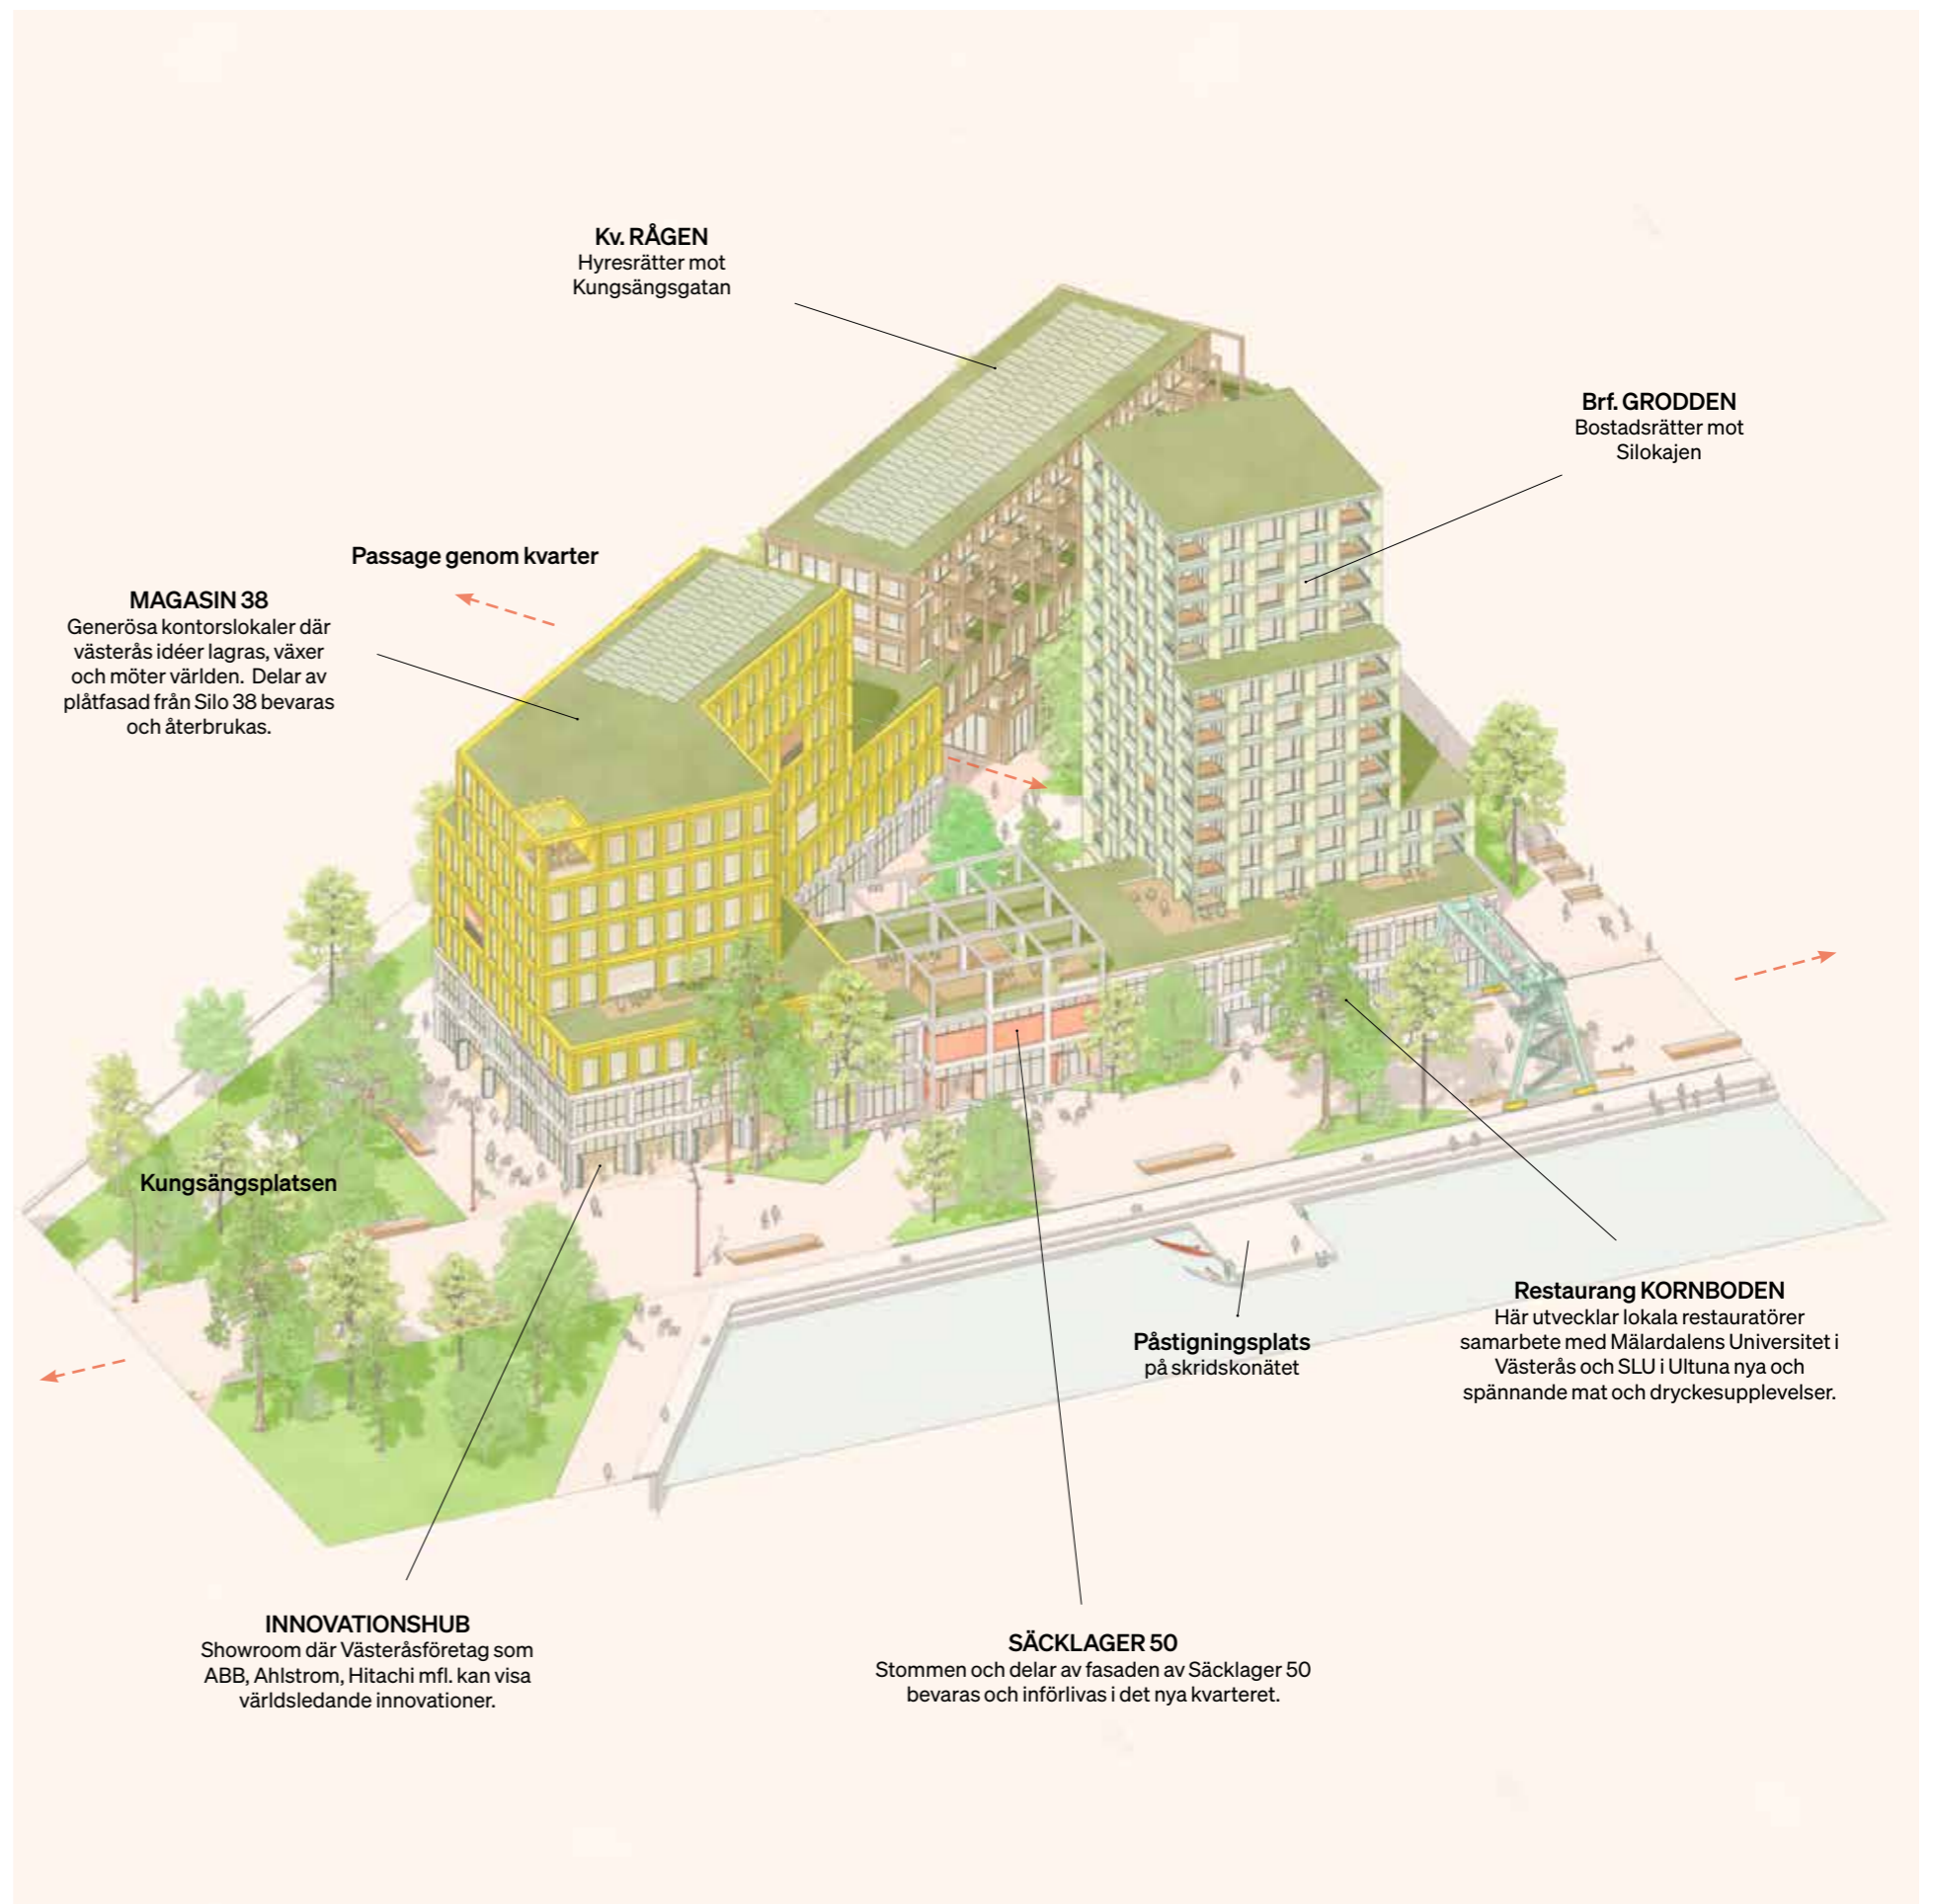 Kv. RÅGEN
Hyresrätter mot
Kungsängsgatan
Brf. GRODDEN
Bostadsrätter mot
Silokajen
Passage genom kvarter
MAGASIN 38
Generösa kontorslokaler där
västerås idéer lagras, växer
och möter världen. Delar av
plåtfasad från Silo 38 bevaras
och återbrukas.
Kungsängsplatsen
Påstigningsplats
på skridskonätet
Restaurang KORNBODEN
Här utvecklar lokala restauratörer
samarbete med Mälardalens Universitet i
Västerås och SLU i Ultuna nya och
spännande mat och dryckesupplevelser.
INNOVATIONSHUB
Showroom där Västeråsföretag som
ABB, Ahlstrom, Hitachi mfl. kan visa
världsledande innovationer.
SÄCKLAGER 50
Stommen och delar av fasaden av Säcklager 50
bevaras och införlivas i det nya kvarteret.